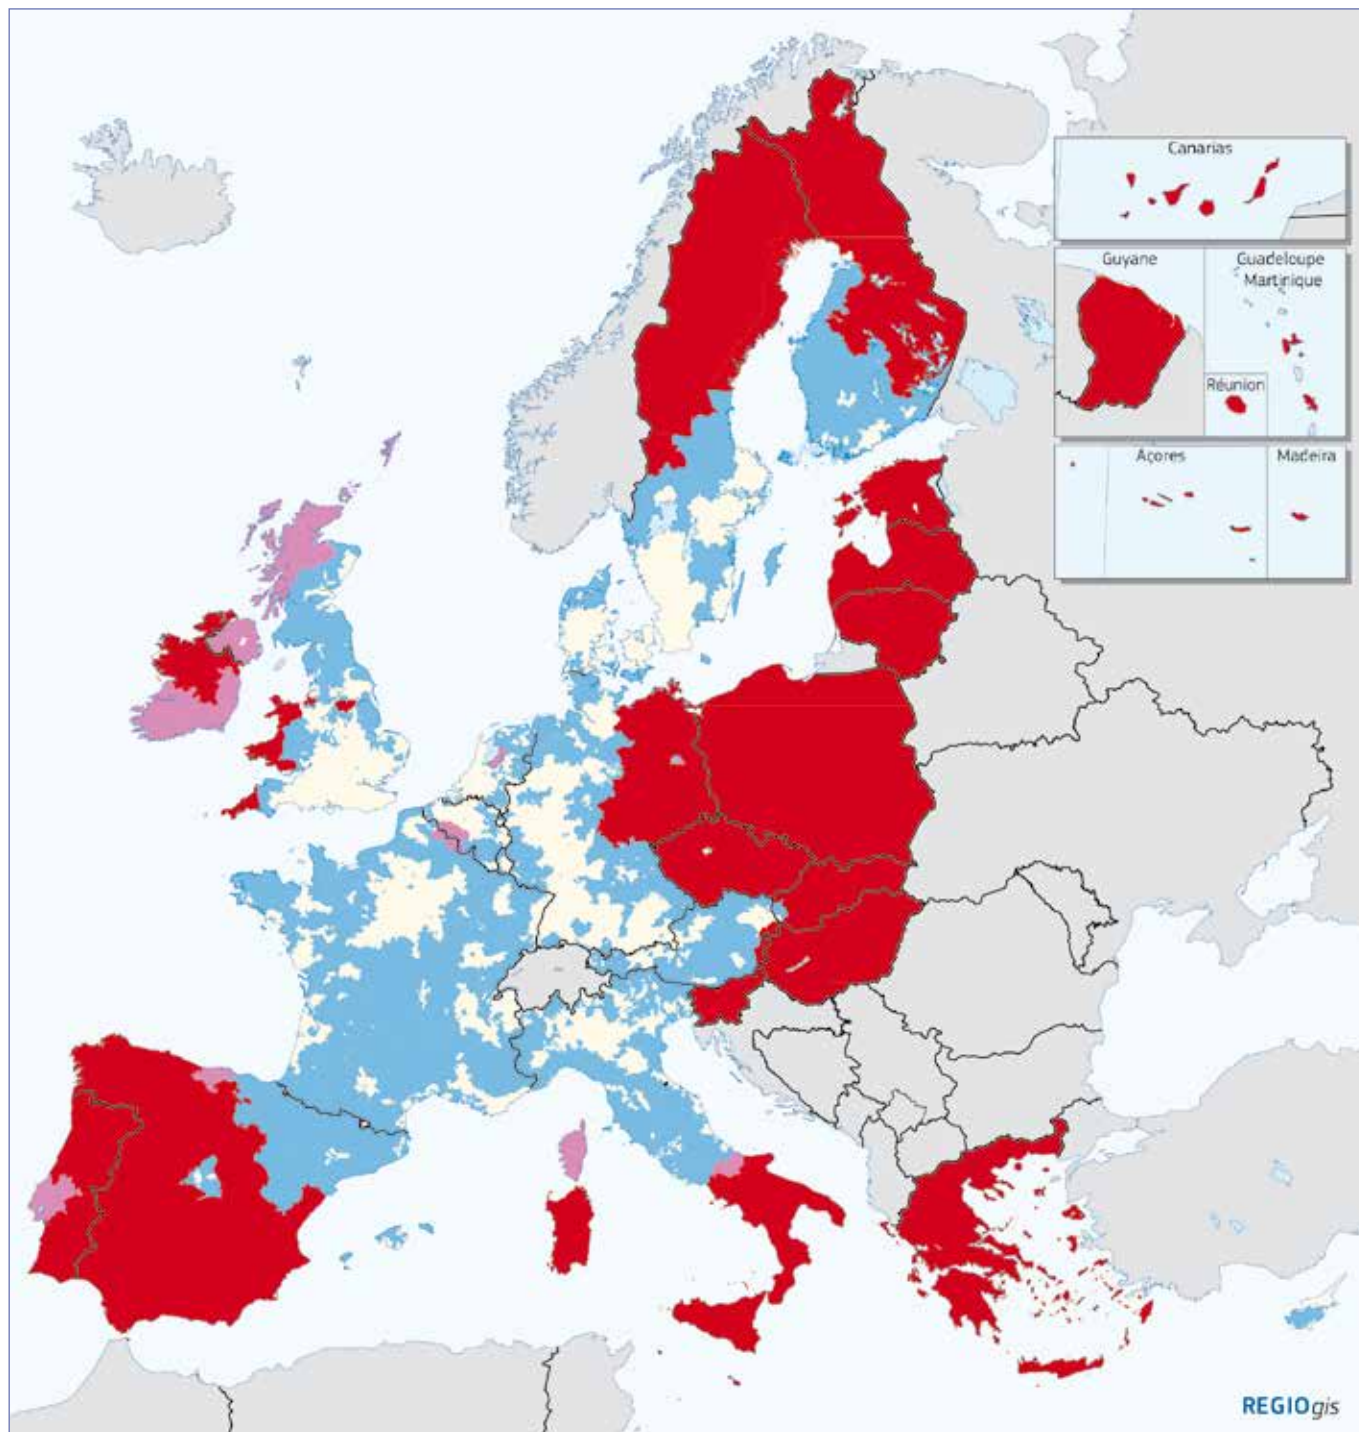 Canarias
Guyane
Guadeloupe
Martinique
Réunion
Açores
Madeira
REGIOgis